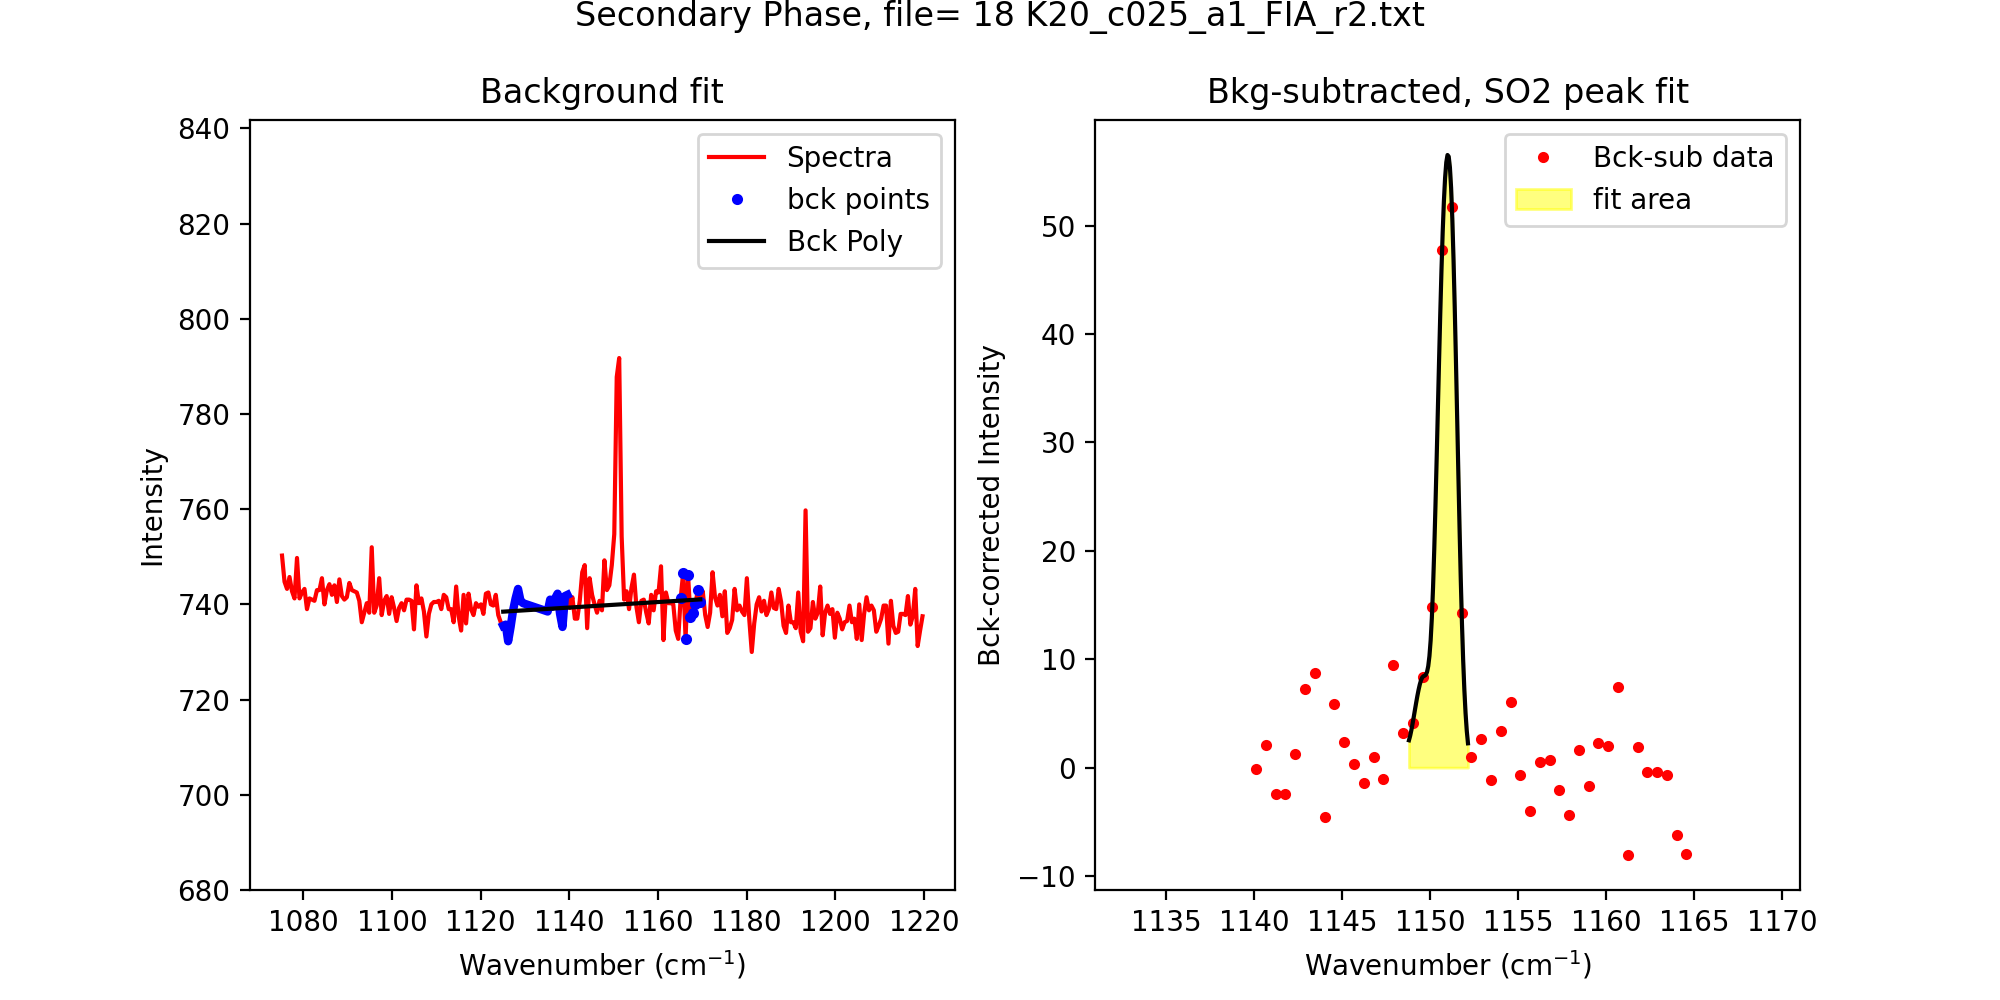 Secondary Phase, file= 18 K20_c025_a1_FIA_r2.txt
Background fit
840
820
800
780
760
740
720
700
680
Intensity
Spectra
bck points
Bck Poly
1080 1100 1120 1140 1160 1180 1200 1220
Wavenumber (cm⁻¹)
Bkg-subtracted, SO2 peak fit
50
40
30
20
10
0
−10
Bck-corrected Intensity
Bck-sub data
fit area
1135 1140 1145 1150 1155 1160 1165 1170
Wavenumber (cm⁻¹)